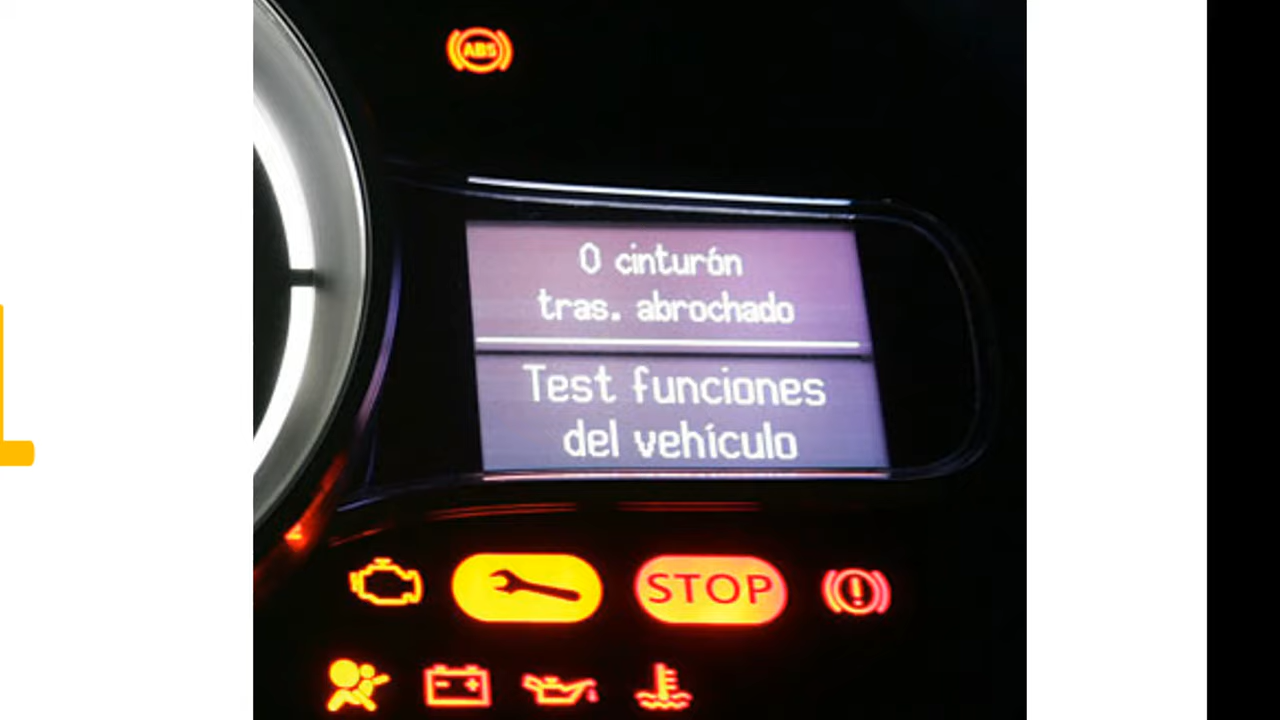 ABS
0 cinturón
tras. abrochado
Test funciones
del vehículo
STOP